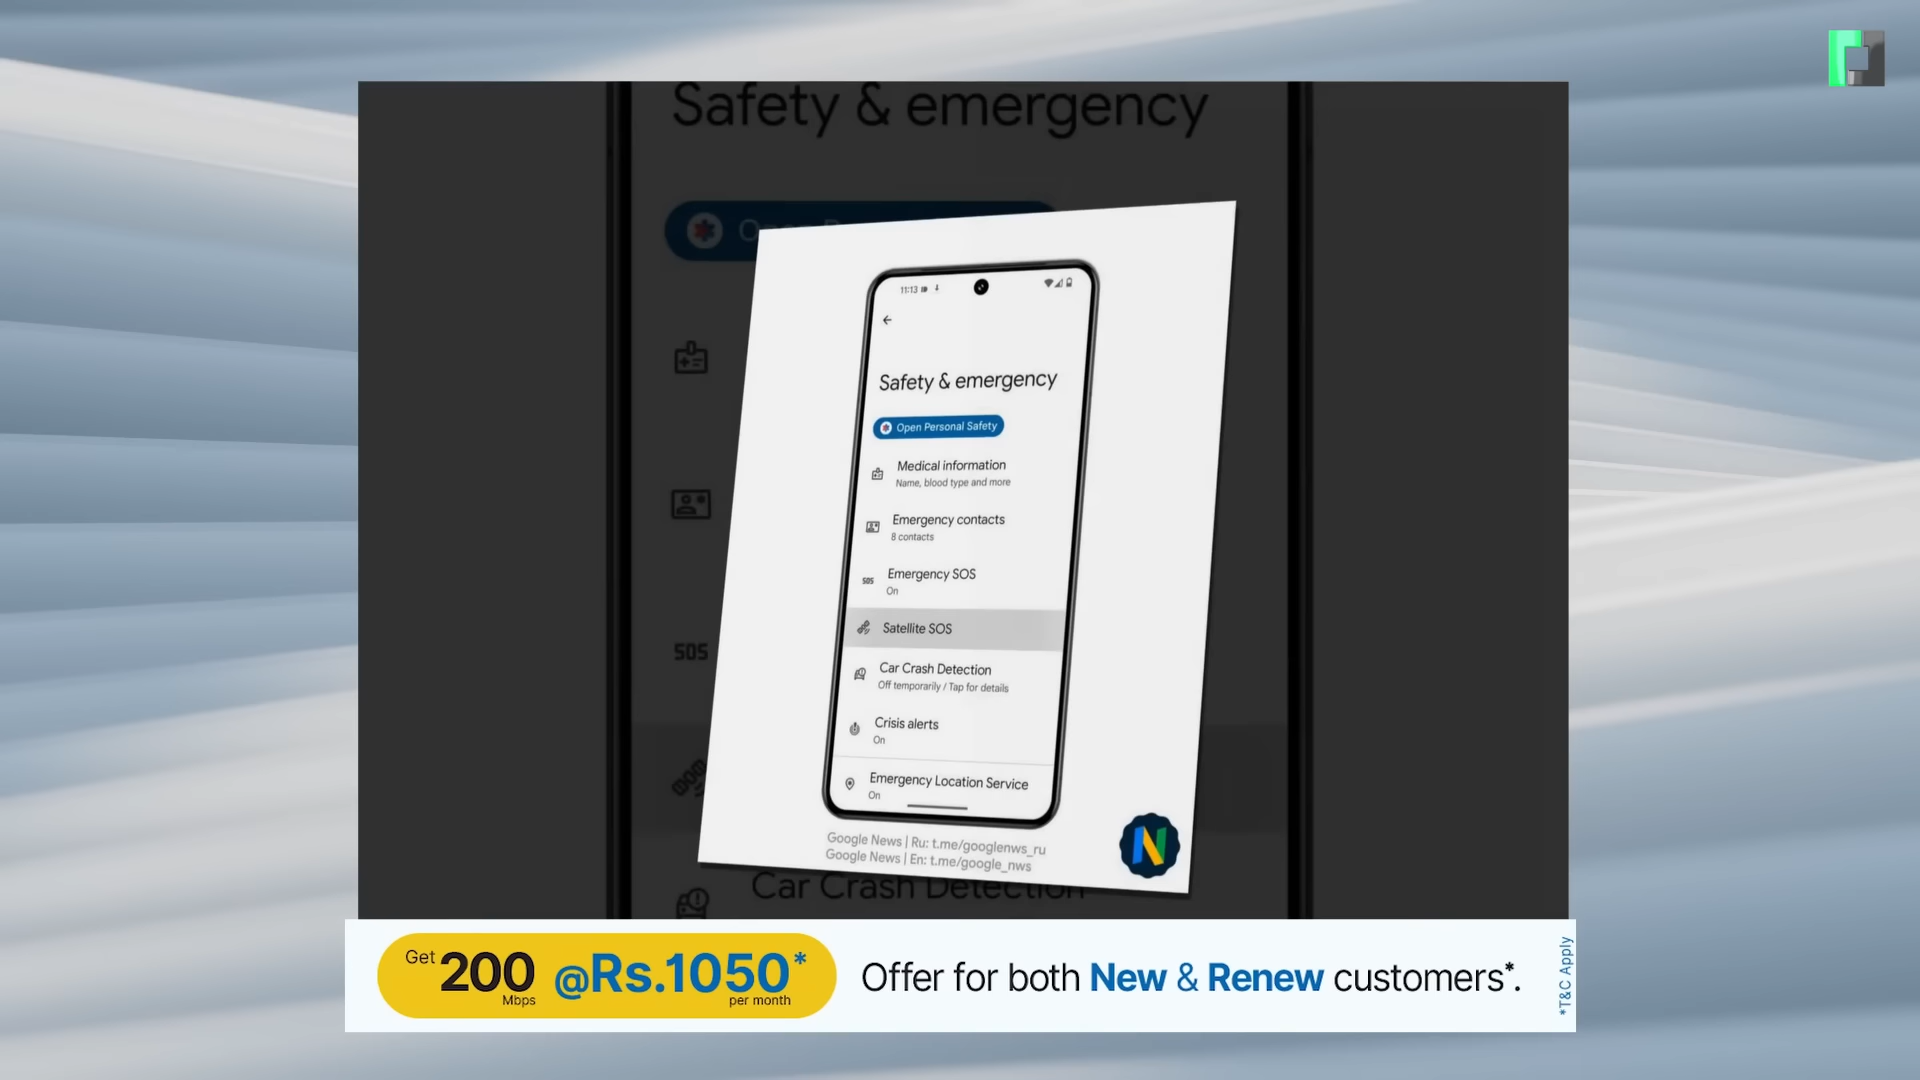 Safety & emergency
11:13
Safety & emergency
Open Personal Safety
Medical information
Name, blood type and more
Emergency contacts
8 contacts
SOS
Emergency SOS
On
SOS
Satellite SOS
Car Crash Detection
Off temporarily / Tap for details
Crisis alerts
On
Emergency Location Service
On
Google News | Ru: t.me/googlenws_ru
Google News | En: t.me/google_nws
N
Car Crash Detection
Get 200 Mbps @Rs.1050* per month
Offer for both New & Renew customers*.
*T&C Apply